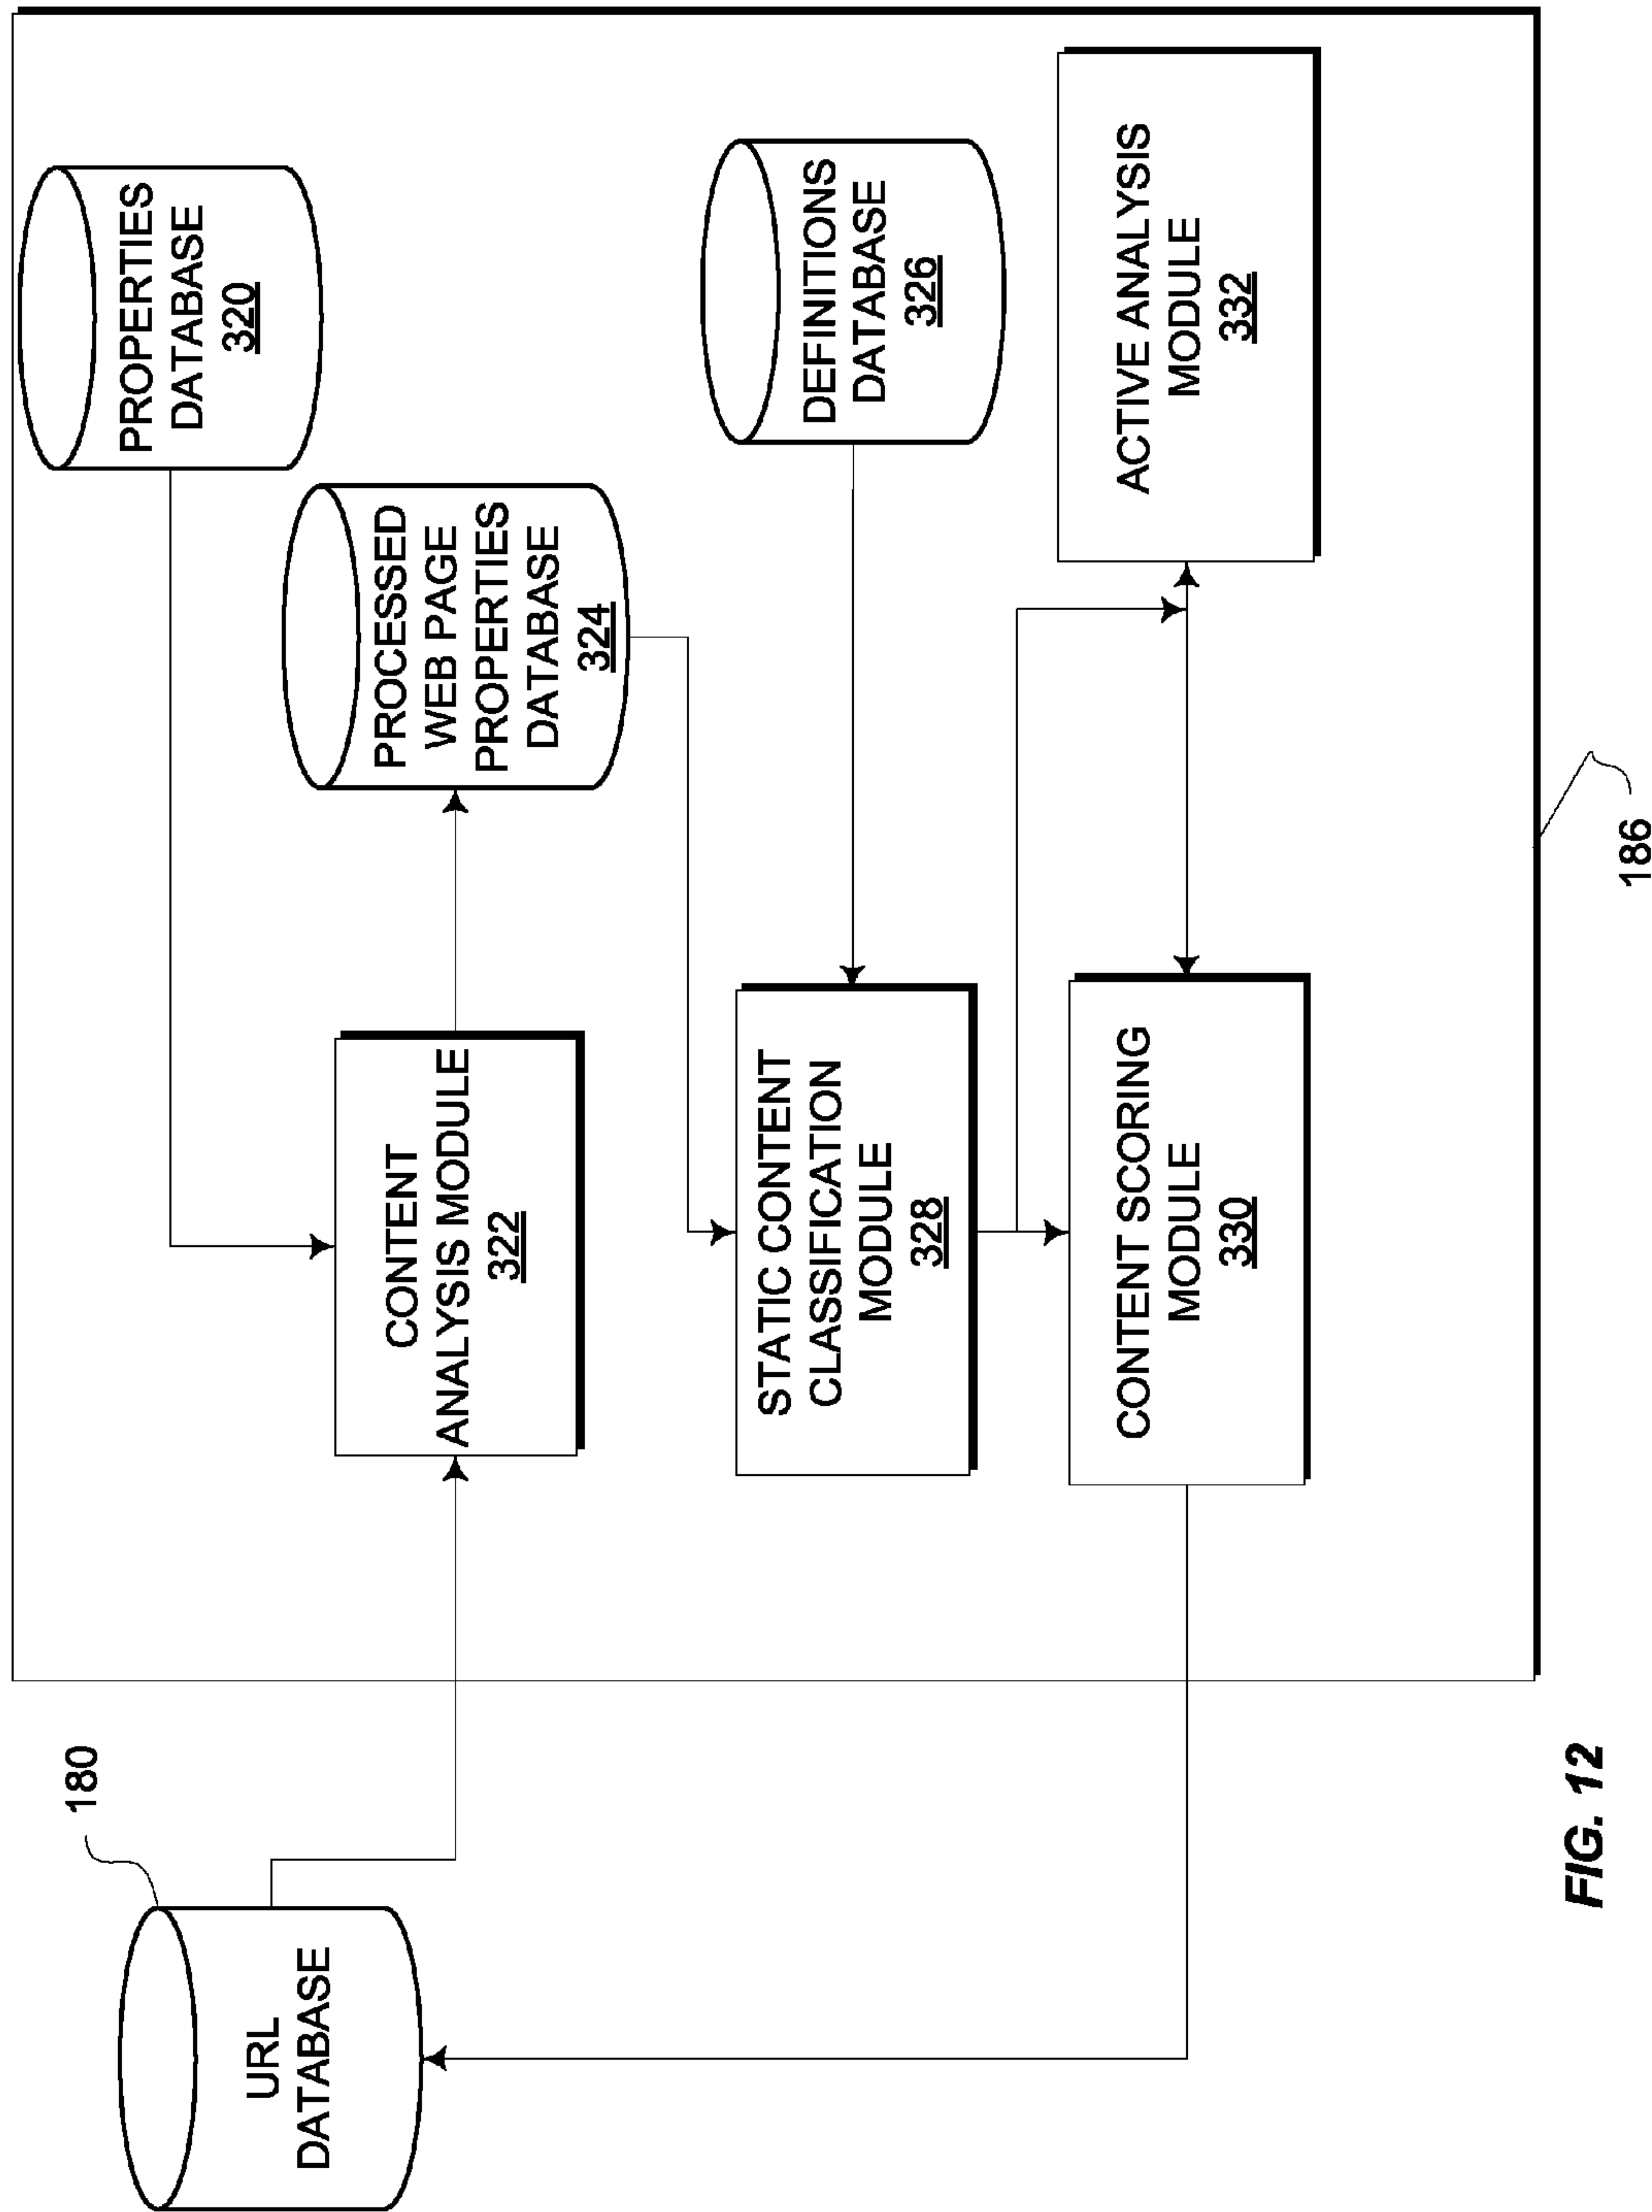 180
URL
DATABASE
PROPERTIES
DATABASE
320
CONTENT
ANALYSIS MODULE
322
PROCESSED
WEB PAGE
PROPERTIES
DATABASE
324
STATIC CONTENT
CLASSIFICATION
MODULE
328
DEFINITIONS
DATABASE
326
CONTENT SCORING
MODULE
330
ACTIVE ANALYSIS
MODULE
332
186
FIG. 12